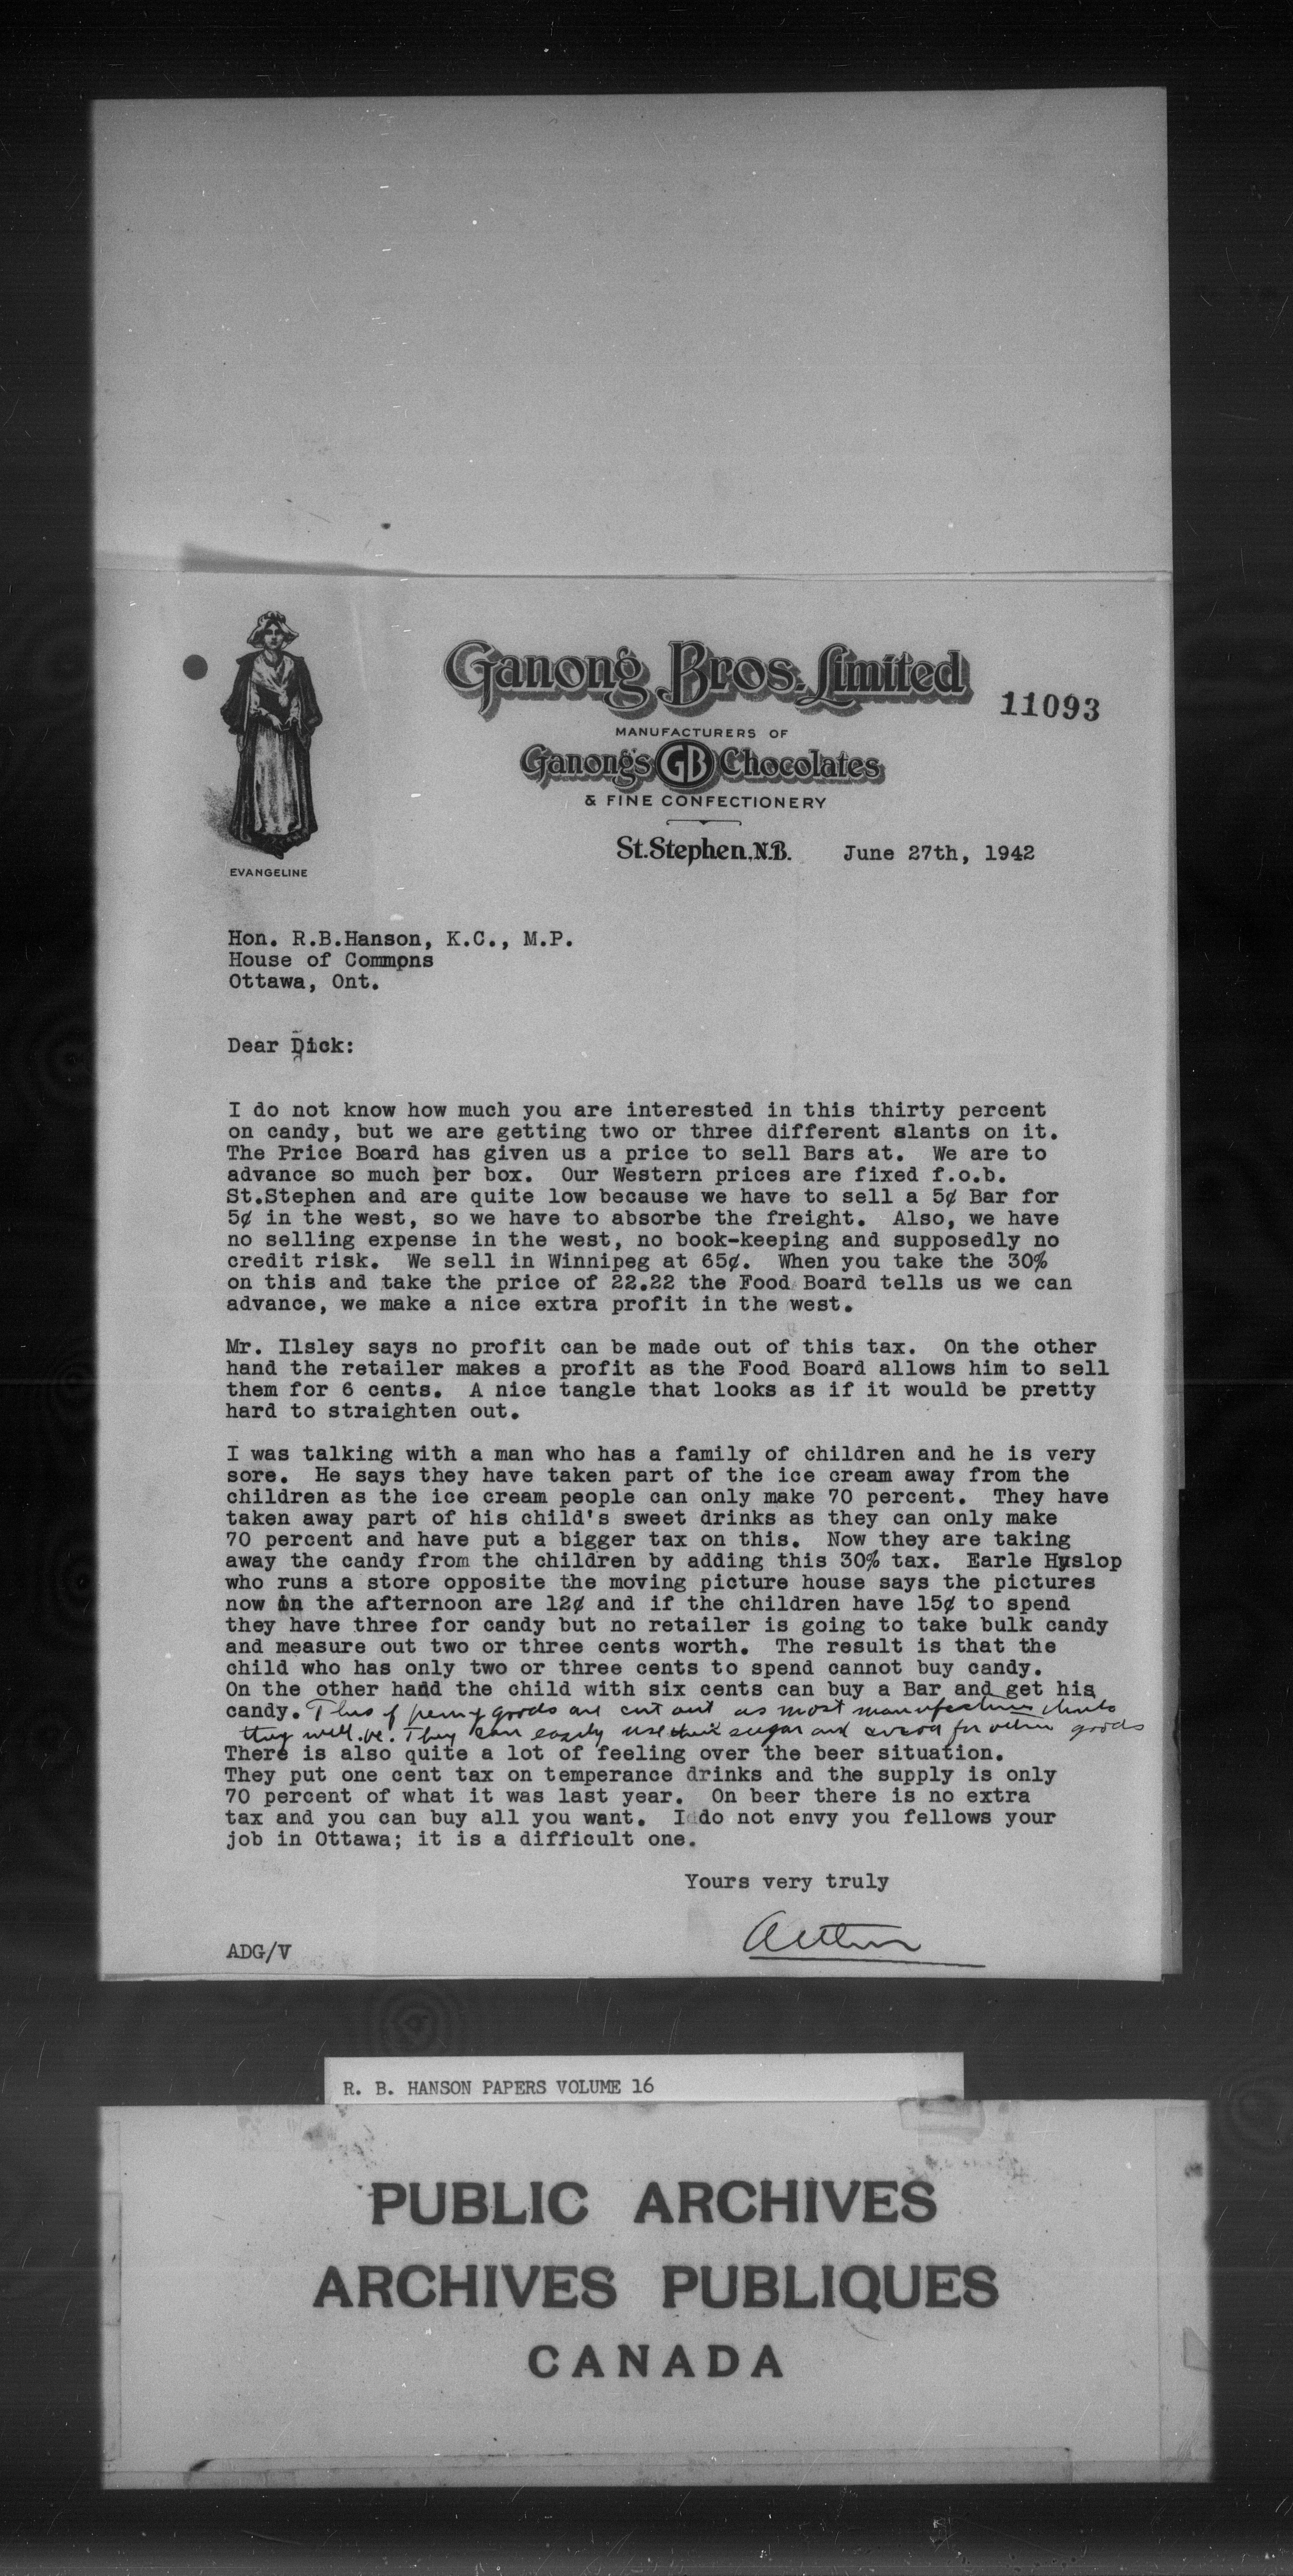 Ganong Bros. Limited
11093
MANUFACTURERS OF
Ganong's GB Chocolates
& FINE CONFECTIONERY
St. Stephen, N.B. June 27th, 1942
EVANGELINE
Hon. R.B.Hanson, K.C., M.P.
House of Commons
Ottawa, Ont.
Dear Dick:
I do not know how much you are interested in this thirty percent
on candy, but we are getting two or three different slants on it.
The Price Board has given us a price to sell Bars at. We are to
advance so much per box. Our Western prices are fixed f.o.b.
St.Stephen and are quite low because we have to sell a 5¢ Bar for
5¢ in the west, so we have to absorbe the freight. Also, we have
no selling expense in the west, no book-keeping and supposedly no
credit risk. We sell in Winnipeg at 65¢. When you take the 30%
on this and take the price of 22.22 the Food Board tells us we can
advance, we make a nice extra profit in the west.
Mr. Ilsley says no profit can be made out of this tax. On the other
hand the retailer makes a profit as the Food Board allows him to sell
them for 6 cents. A nice tangle that looks as if it would be pretty
hard to straighten out.
I was talking with a man who has a family of children and he is very
sore. He says they have taken part of the ice cream away from the
children as the ice cream people can only make 70 percent. They have
taken away part of his child's sweet drinks as they can only make
70 percent and have put a bigger tax on this. Now they are taking
away the candy from the children by adding this 30% tax. Earle Hyslop
who runs a store opposite the moving picture house says the pictures
now in the afternoon are 12¢ and if the children have 15¢ to spend
they have three for candy but no retailer is going to take bulk candy
and measure out two or three cents worth. The result is that the
child who has only two or three cents to spend cannot buy candy.
On the other hand the child with six cents can buy a Bar and get his
candy. This if penny goods are cut out as most manufacturers think
they will be. They can easily use their sugar and for other goods
There is also quite a lot of feeling over the beer situation.
They put one cent tax on temperance drinks and the supply is only
70 percent of what it was last year. On beer there is no extra
tax and you can buy all you want. I do not envy you fellows your
job in Ottawa; it is a difficult one.
Yours very truly
Arthur
ADG/V
R. B. HANSON PAPERS VOLUME 16
PUBLIC ARCHIVES
ARCHIVES PUBLIQUES
CANADA